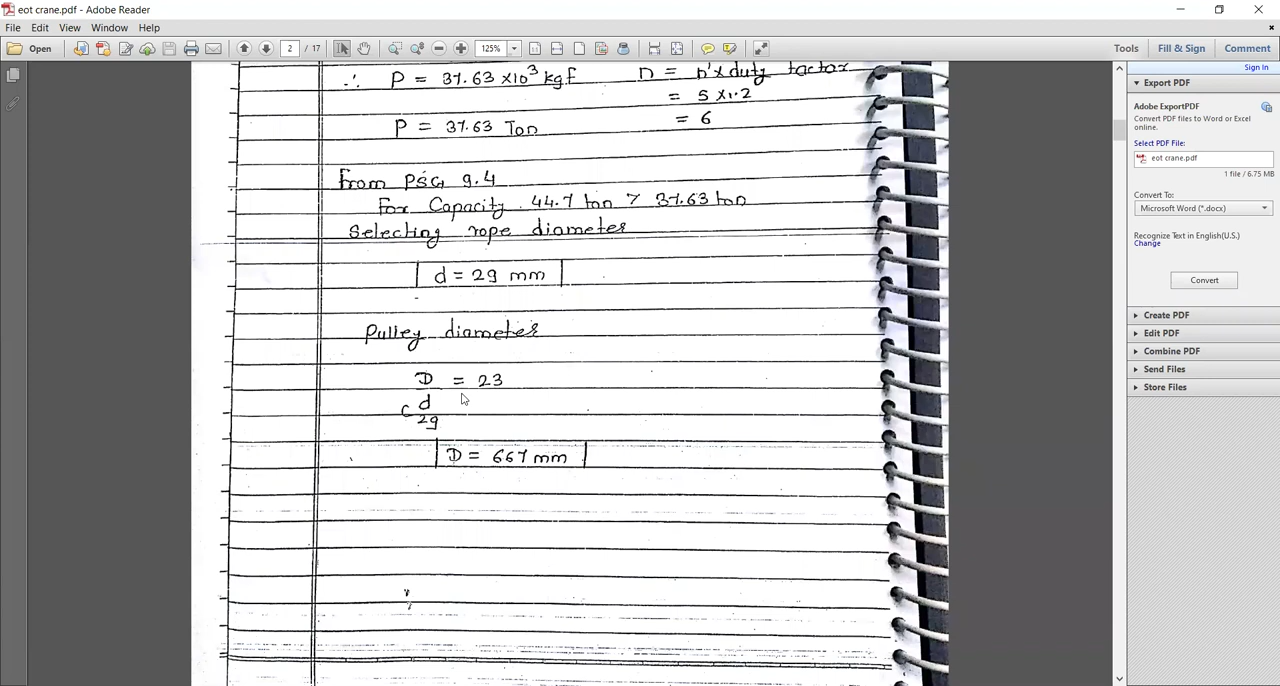 eot crane.pdf - Adobe Reader
File Edit View Window Help
Open 2 / 17 125% Tools Fill & Sign Comment
Sign In
Export PDF
Adobe ExportPDF
Convert PDF files to Word or Excel
online.
Select PDF File:
eot crane.pdf
1 file / 6.75 MB
Convert To:
Microsoft Word (*.docx)
Recognize Text in English(U.S.)
Change
Convert
Create PDF
Edit PDF
Combine PDF
Send Files
Store Files
∴ P = 37.63 x10³ kgf n = n'x duty factor
= 5 x1.2
P = 37.63 Ton = 6
From PSG 9.4
For Capacity 44.7 ton > 37.63 ton
Selecting rope diameter
d = 29 mm
Pulley diameter
D = 23
d
29
D = 667 mm